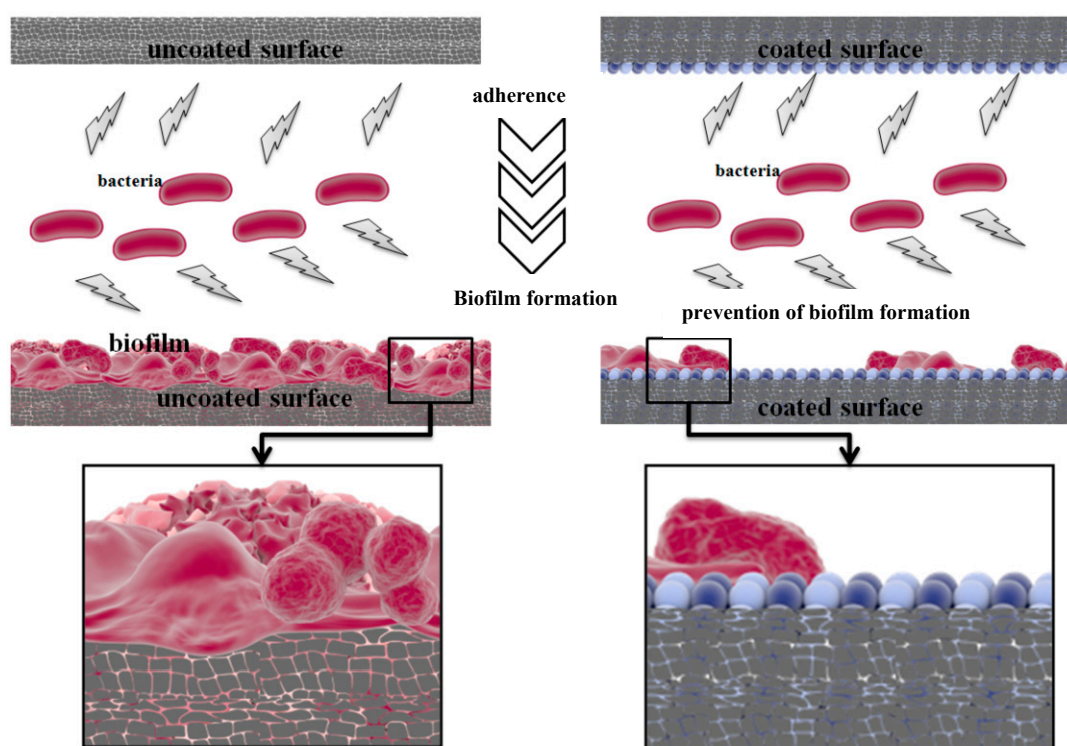 uncoated surface
coated surface
adherence
bacteria
bacteria
Biofilm formation
prevention of biofilm formation
biofilm
uncoated surface
coated surface